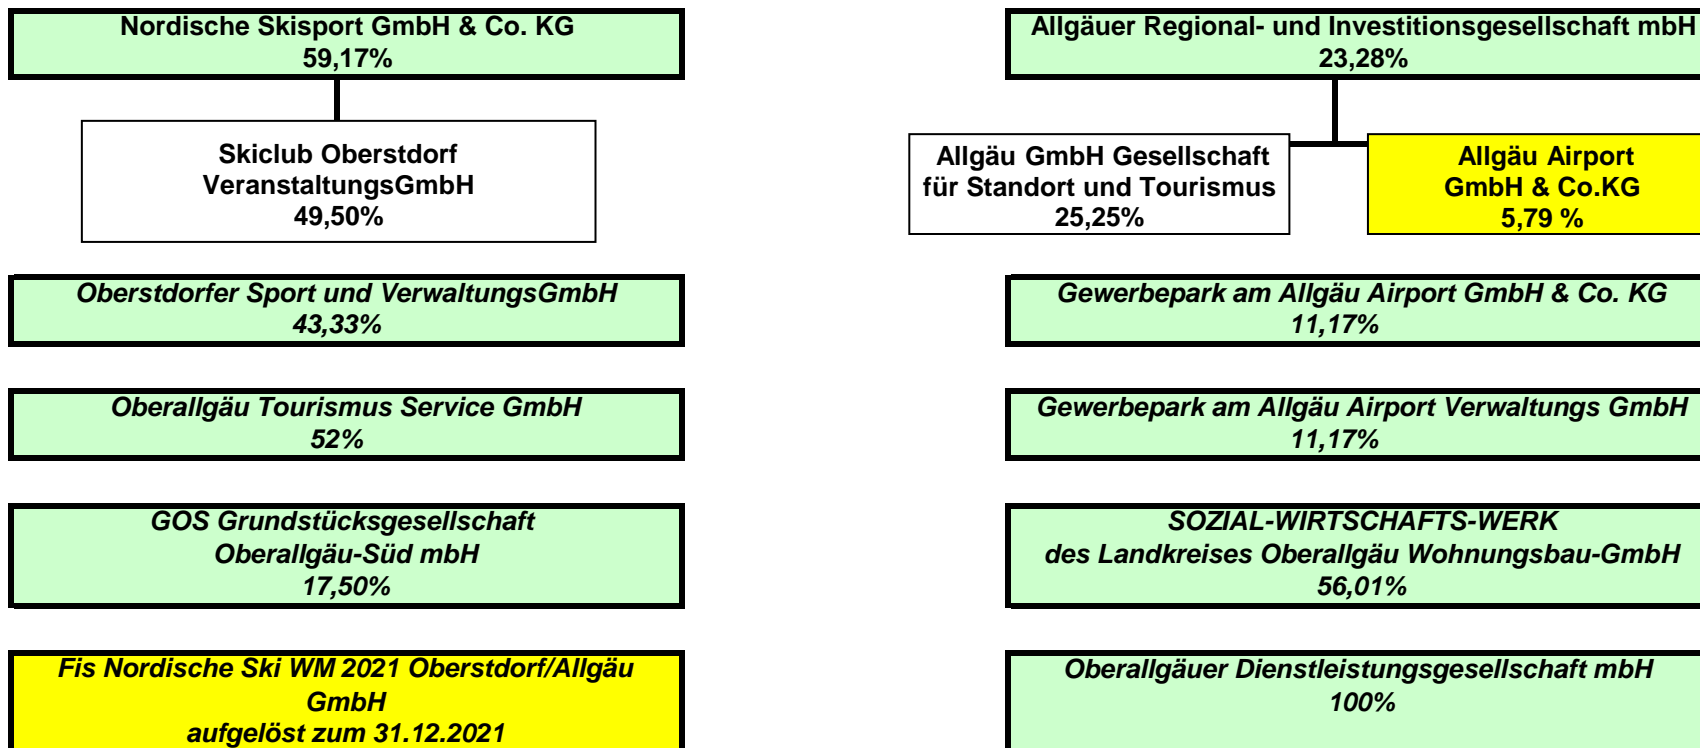 Nordische Skisport GmbH & Co. KG
59,17%
Skiclub Oberstdorf
VeranstaltungsGmbH
49,50%
Oberstdorfer Sport und VerwaltungsGmbH
43,33%
Oberallgäu Tourismus Service GmbH
52%
GOS Grundstücksgesellschaft
Oberallgäu-Süd mbH
17,50%
Fis Nordische Ski WM 2021 Oberstdorf/Allgäu
GmbH
aufgelöst zum 31.12.2021
Allgäuer Regional- und Investitionsgesellschaft mbH
23,28%
Allgäu GmbH Gesellschaft
für Standort und Tourismus
25,25%
Allgäu Airport
GmbH & Co.KG
5,79 %
Gewerbepark am Allgäu Airport GmbH & Co. KG
11,17%
Gewerbepark am Allgäu Airport Verwaltungs GmbH
11,17%
SOZIAL-WIRTSCHAFTS-WERK
des Landkreises Oberallgäu Wohnungsbau-GmbH
56,01%
Oberallgäuer Dienstleistungsgesellschaft mbH
100%